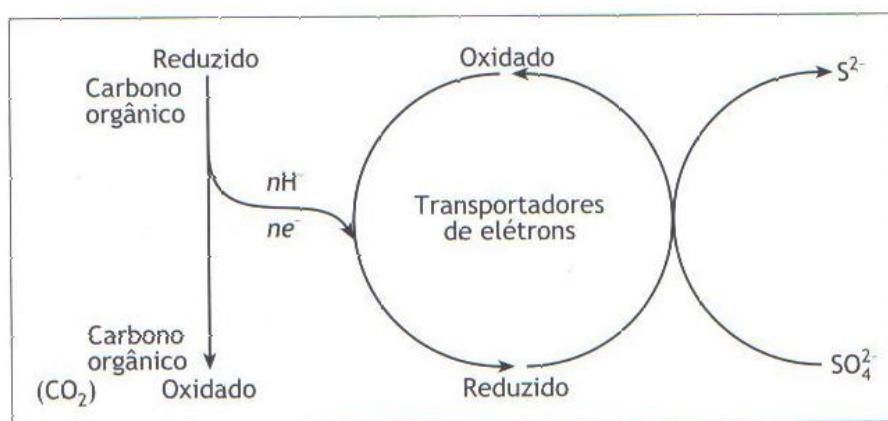 Reduzido
Carbono
orgânico
nH⁻
ne⁻
Carbono
orgânico
(CO₂) Oxidado
Oxidado
Transportadores
de elétrons
Reduzido
S²⁻
SO₄²⁻